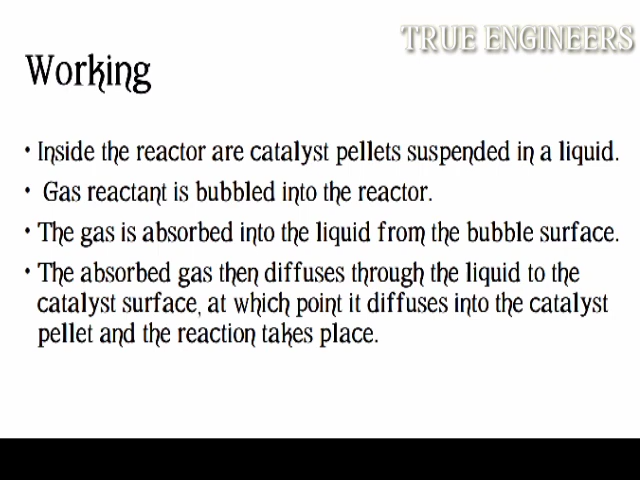 TRUE ENGINEERS
Working
• Inside the reactor are catalyst pellets suspended in a liquid.
• Gas reactant is bubbled into the reactor.
• The gas is absorbed into the liquid from the bubble surface.
• The absorbed gas then diffuses through the liquid to the
catalyst surface, at which point it diffuses into the catalyst
pellet and the reaction takes place.